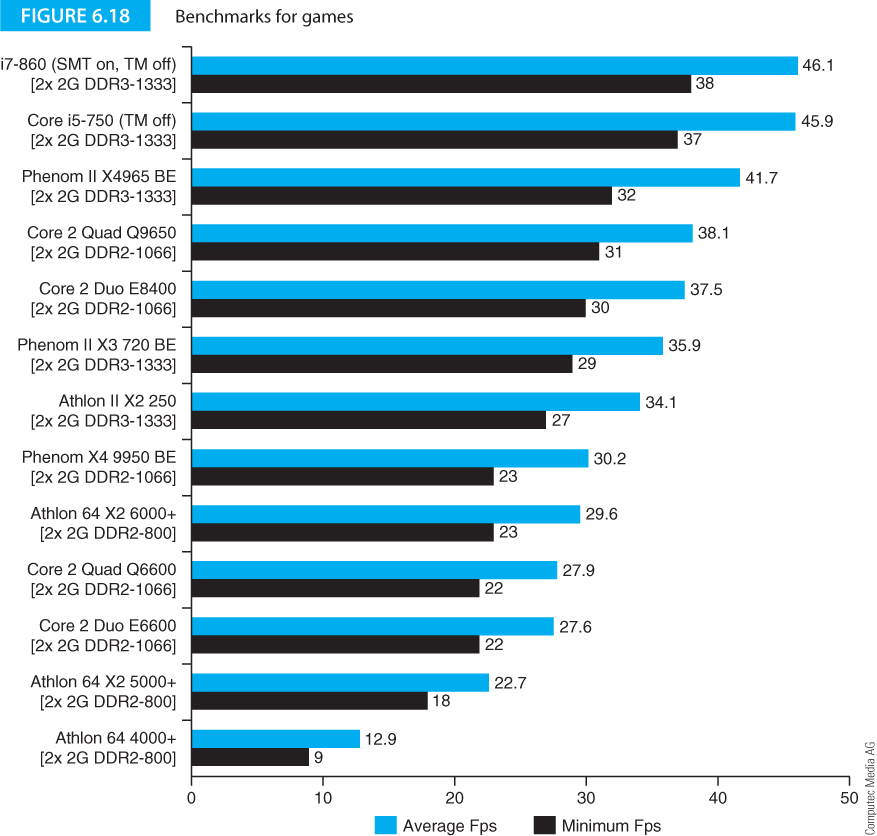 FIGURE 6.18 Benchmarks for games
i7-860 (SMT on, TM off) 46.1
[2x 2G DDR3-1333] 38
Core i5-750 (TM off) 45.9
[2x 2G DDR3-1333] 37
Phenom II X4965 BE 41.7
[2x 2G DDR3-1333] 32
Core 2 Quad Q9650 38.1
[2x 2G DDR2-1066] 31
Core 2 Duo E8400 37.5
[2x 2G DDR2-1066] 30
Phenom II X3 720 BE 35.9
[2x 2G DDR3-1333] 29
Athlon II X2 250 34.1
[2x 2G DDR3-1333] 27
Phenom X4 9950 BE 30.2
[2x 2G DDR2-1066] 23
Athlon 64 X2 6000+ 29.6
[2x 2G DDR2-800] 23
Core 2 Quad Q6600 27.9
[2x 2G DDR2-1066] 22
Core 2 Duo E6600 27.6
[2x 2G DDR2-1066] 22
Athlon 64 X2 5000+ 22.7
[2x 2G DDR2-800] 18
Athlon 64 4000+ 12.9
[2x 2G DDR2-800] 9
0 10 20 30 40 50
Average Fps Minimum Fps
Computec Media AG